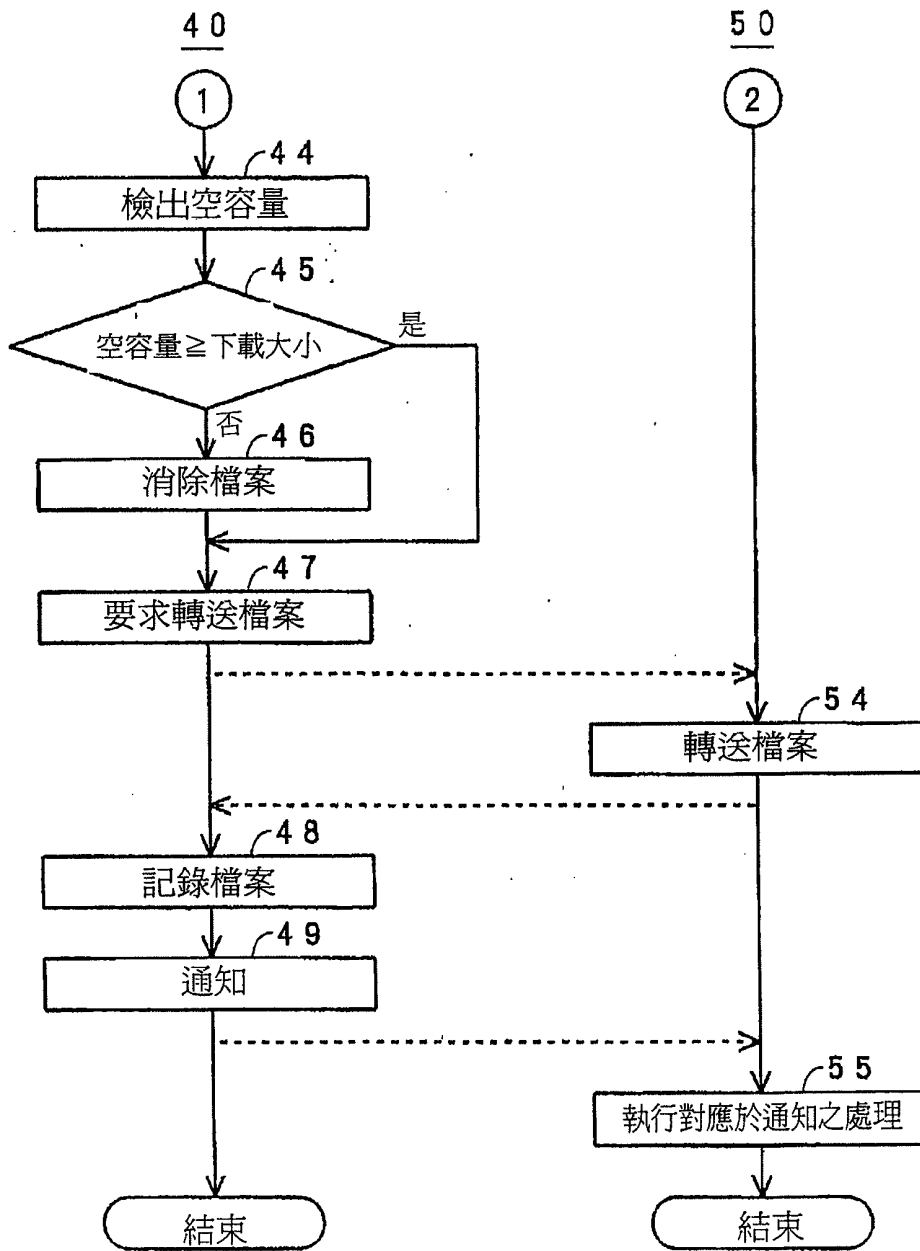 40
50
1
2
44
檢出空容量
45
空容量≧下載大小
是
否
46
消除檔案
47
要求轉送檔案
54
轉送檔案
48
記錄檔案
49
通知
55
執行對應於通知之處理
結束
結束